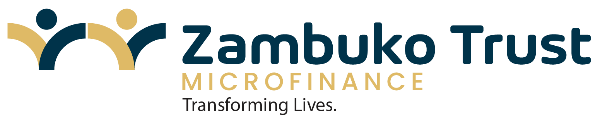 Zambuko Trust
MICROFINANCE
Transforming Lives.